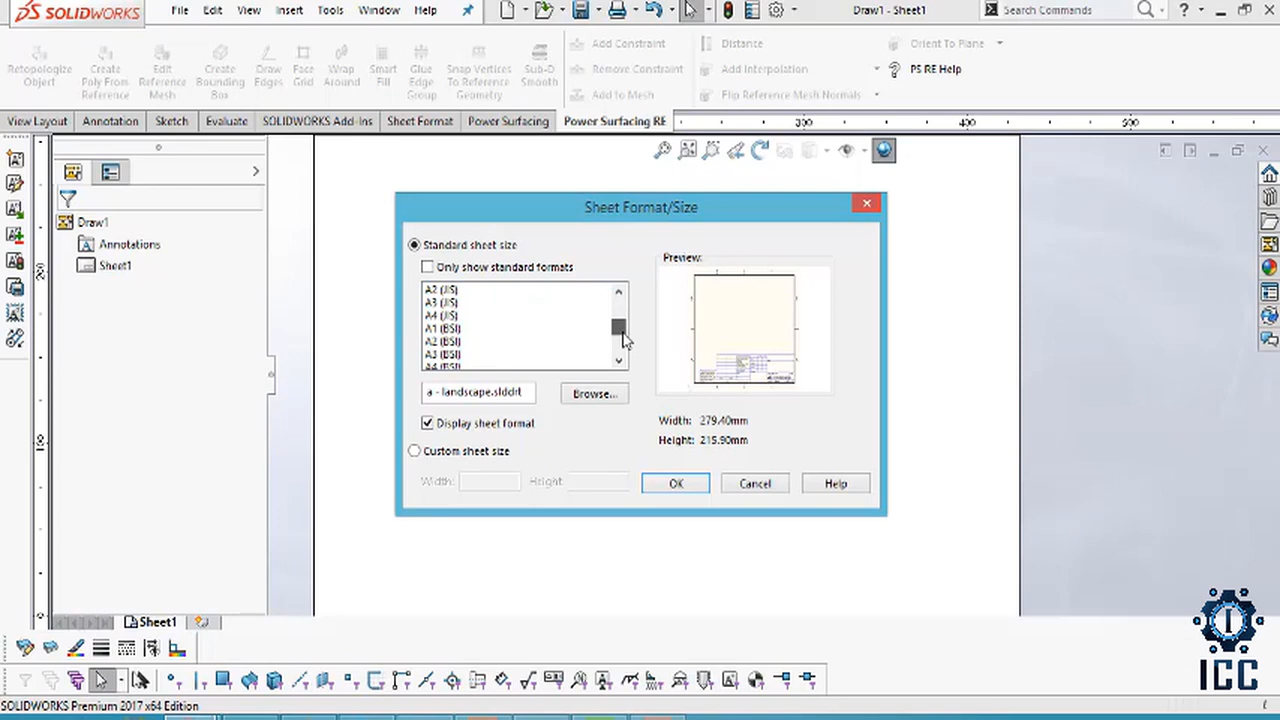 SOLIDWORKS File Edit View Insert Tools Window Help Draw1 - Sheet1 Search Commands
Retopologize Object
Create Poly From Reference
Edit Reference Mesh
Create Bounding Box
Draw Edges
Face Grid
Wrap Around
Smart Fill
Glue Edge Group
Snap Vertices To Reference Geometry
Sub-D Smooth
Add Constraint
Remove Constraint
Add to Mesh
Distance
Add Interpolation
Flip Reference Mesh Normals
Orient To Plane
PS RE Help
View Layout Annotation Sketch Evaluate SOLIDWORKS Add-Ins Sheet Format Power Surfacing Power Surfacing RE
300 400 500
Draw1
Annotations
Sheet1
200
100
0
Sheet Format/Size
Standard sheet size
Only show standard formats
A2 (JIS)
A3 (JIS)
A4 (JIS)
A1 (BSI)
A2 (BSI)
A3 (BSI)
A4 (BSI)
a - landscape.slddrt
Browse...
Display sheet format
Custom sheet size
Width:
Height
Preview:
Width: 279.40mm
Height: 215.90mm
OK Cancel Help
Sheet1
SOLIDWORKS Premium 2017 x64 Edition
ICC